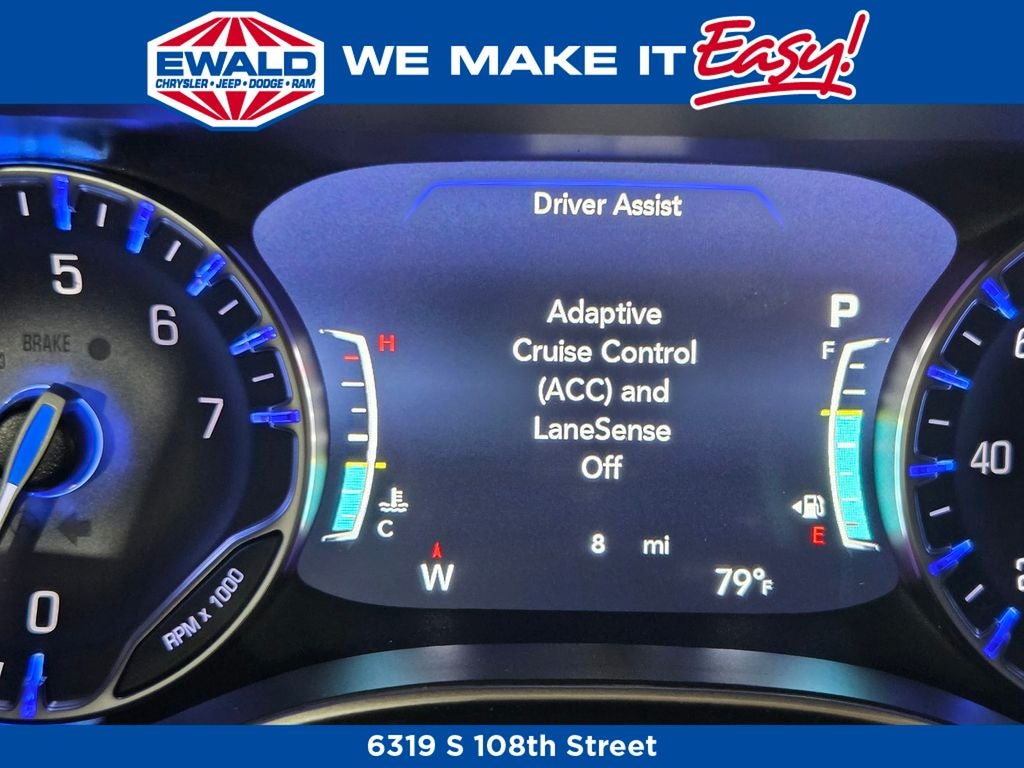 EWALD
CHRYSLER • JEEP • DODGE • RAM
WE MAKE IT Easy!
Driver Assist
5
6
7
0
BRAKE
RPM x 1000
H
C
Adaptive
Cruise Control
(ACC) and
LaneSense
Off
P
F
E
8 mi
W
79°F
40
6319 S 108th Street